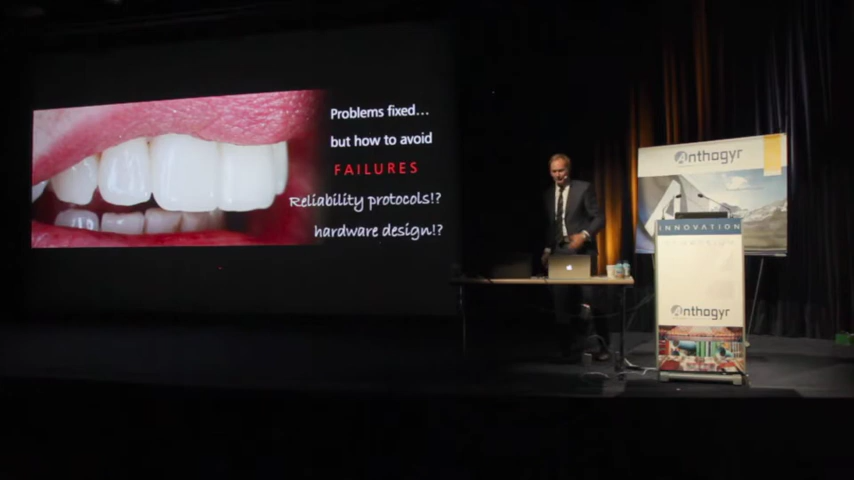 Problems fixed...
but how to avoid
FAILURES
Reliability protocols!?
hardware design!?
Anthogyr
INNOVATION
Anthogyr